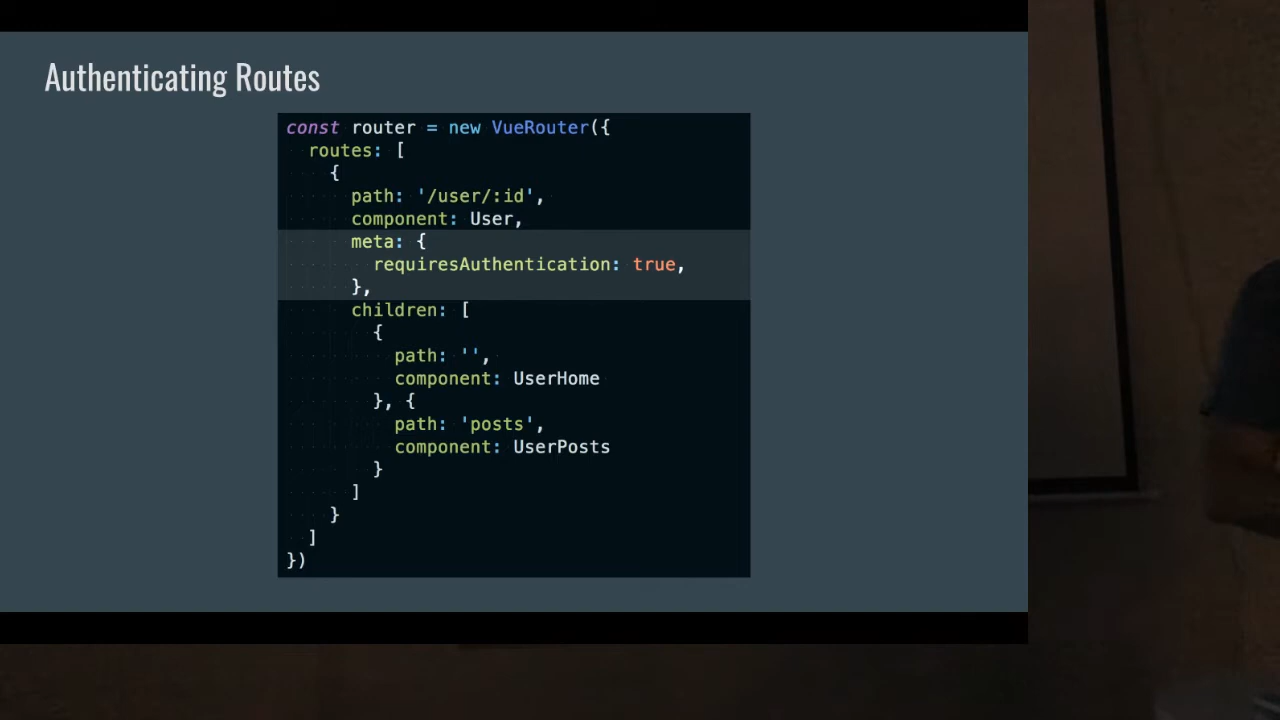 Authenticating Routes
const router = new VueRouter({
routes: [
{
path: '/user/:id',
component: User,
meta: {
requiresAuthentication: true,
},
children: [
{
path: '',
component: UserHome
}, {
path: 'posts',
component: UserPosts
}
]
}
]
})